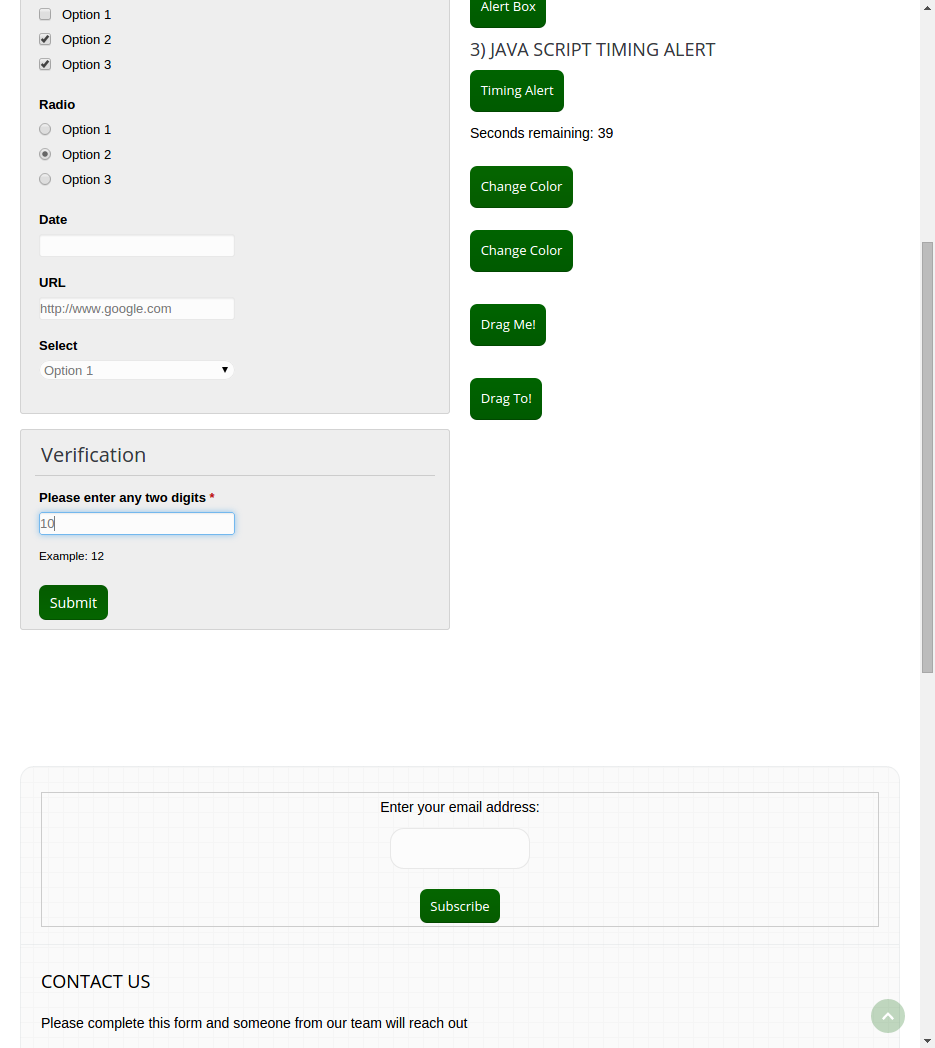 Option 1
Option 2
Option 3
Radio
Option 1
Option 2
Option 3
Date
URL
http://www.google.com
Select
Option 1
Verification
Please enter any two digits *
10
Example: 12
Submit
Alert Box
3) JAVA SCRIPT TIMING ALERT
Timing Alert
Seconds remaining: 39
Change Color
Change Color
Drag Me!
Drag To!
Enter your email address:
Subscribe
CONTACT US
Please complete this form and someone from our team will reach out